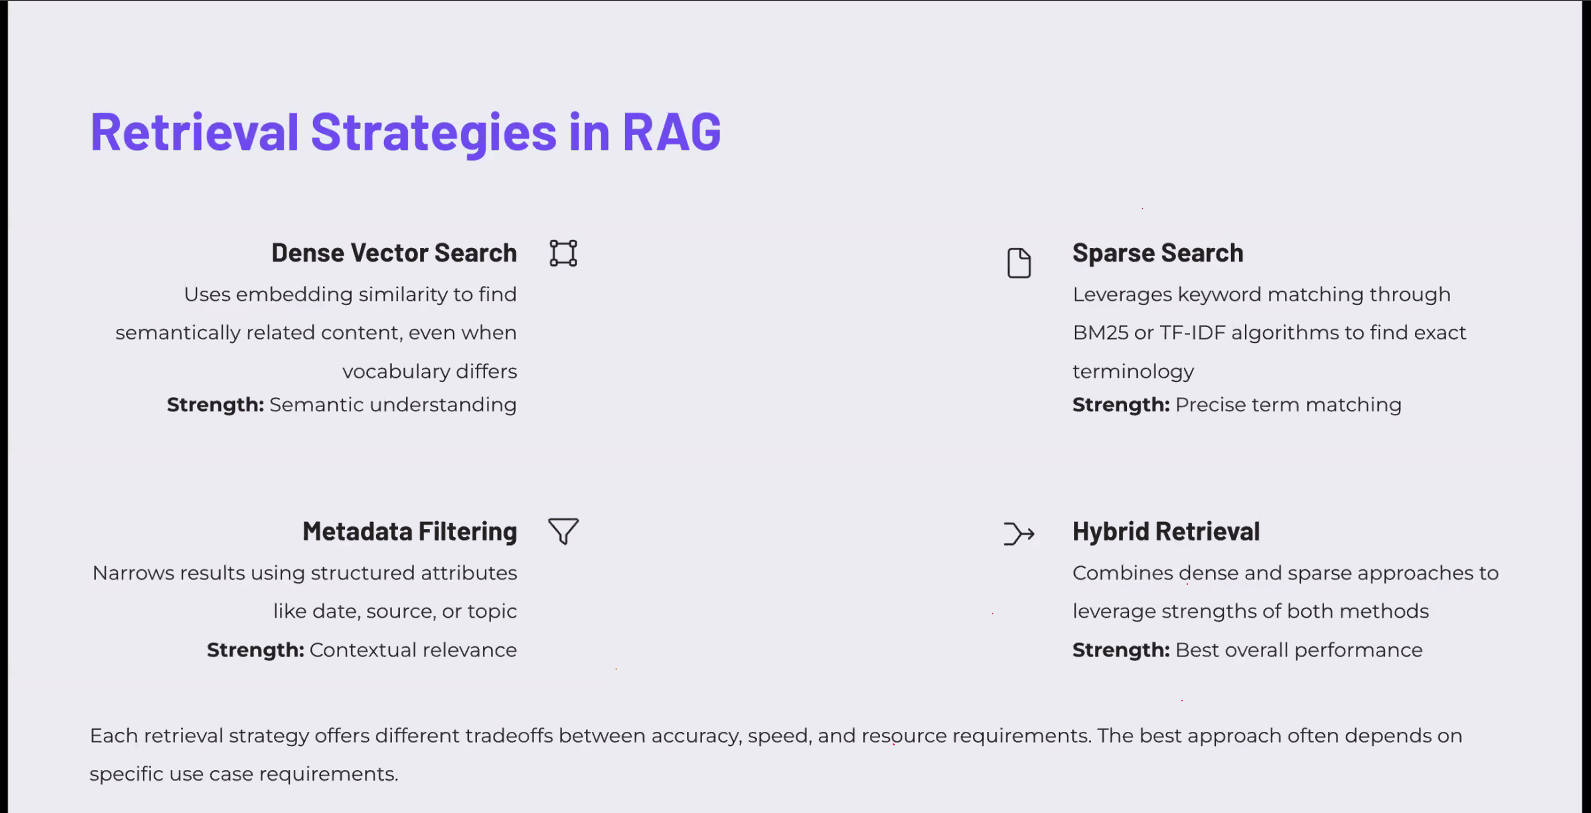 Retrieval Strategies in RAG
Dense Vector Search
Uses embedding similarity to find
semantically related content, even when
vocabulary differs
Strength: Semantic understanding
Sparse Search
Leverages keyword matching through
BM25 or TF-IDF algorithms to find exact
terminology
Strength: Precise term matching
Metadata Filtering
Narrows results using structured attributes
like date, source, or topic
Strength: Contextual relevance
Hybrid Retrieval
Combines dense and sparse approaches to
leverage strengths of both methods
Strength: Best overall performance
Each retrieval strategy offers different tradeoffs between accuracy, speed, and resource requirements. The best approach often depends on
specific use case requirements.